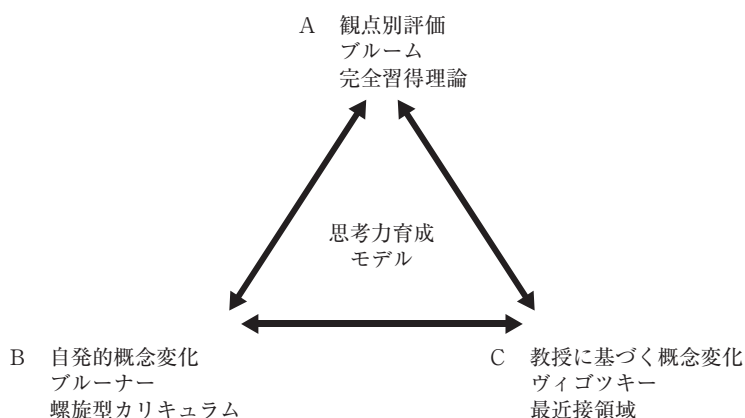 A 観点別評価
ブルーム
完全習得理論
思考力育成
モデル
B 自発的概念変化
ブルーナー
螺旋型カリキュラム
C 教授に基づく概念変化
ヴィゴツキー
最近接領域